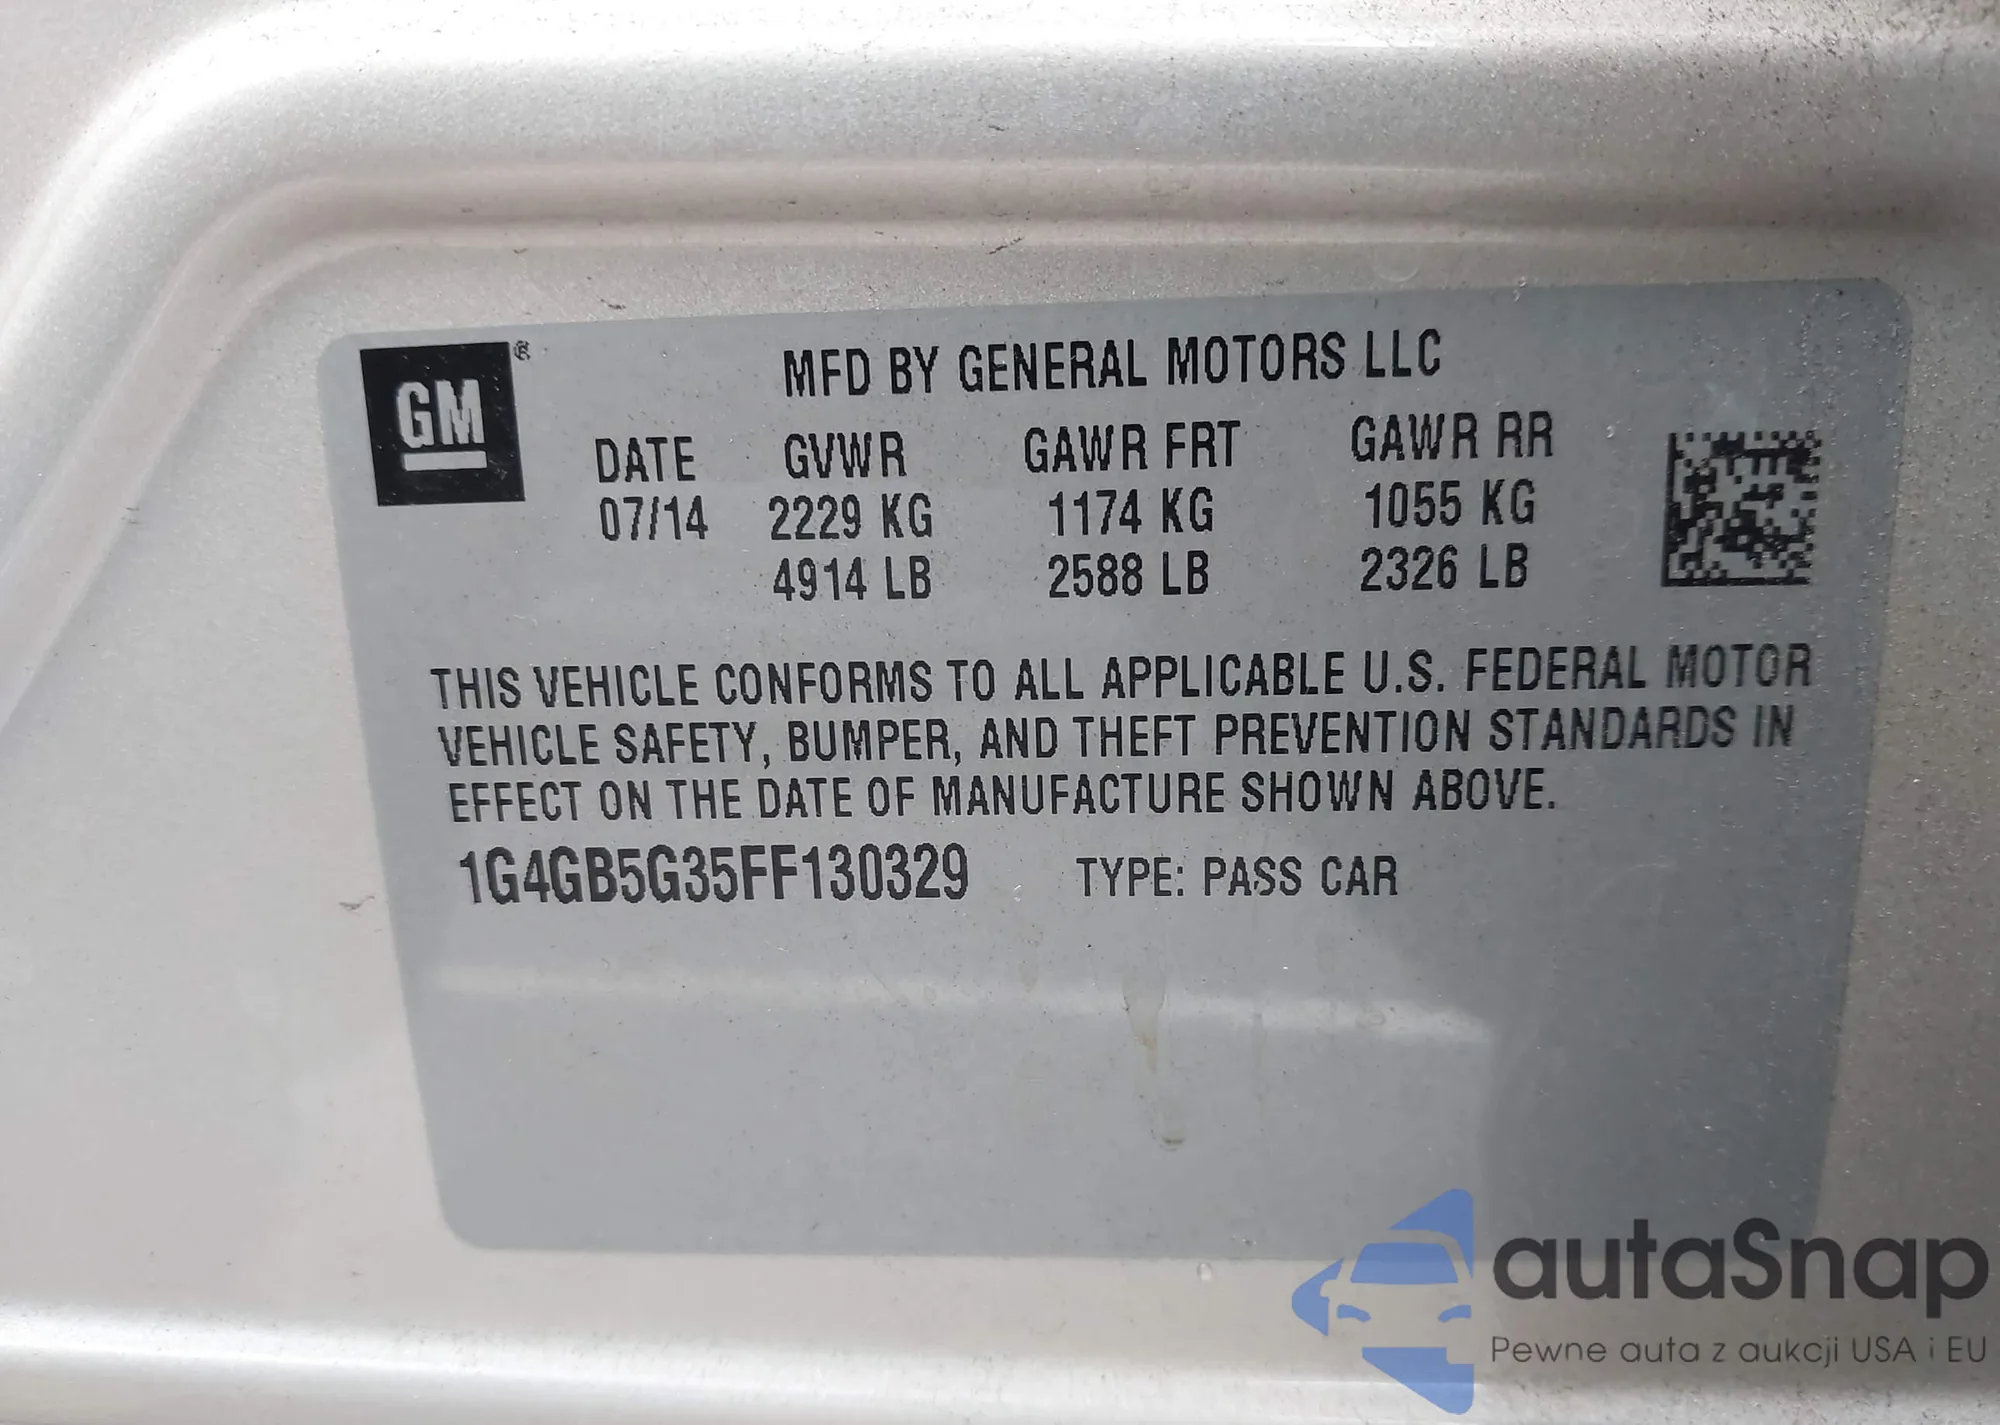 GM ®
MFD BY GENERAL MOTORS LLC
DATE GVWR GAWR FRT GAWR RR
07/14 2229 KG 1174 KG 1055 KG
4914 LB 2588 LB 2326 LB
THIS VEHICLE CONFORMS TO ALL APPLICABLE U.S. FEDERAL MOTOR
VEHICLE SAFETY, BUMPER, AND THEFT PREVENTION STANDARDS IN
EFFECT ON THE DATE OF MANUFACTURE SHOWN ABOVE.
1G4GB5G35FF130329 TYPE: PASS CAR
autaSnap
Pewne auta z aukcji USA i EU